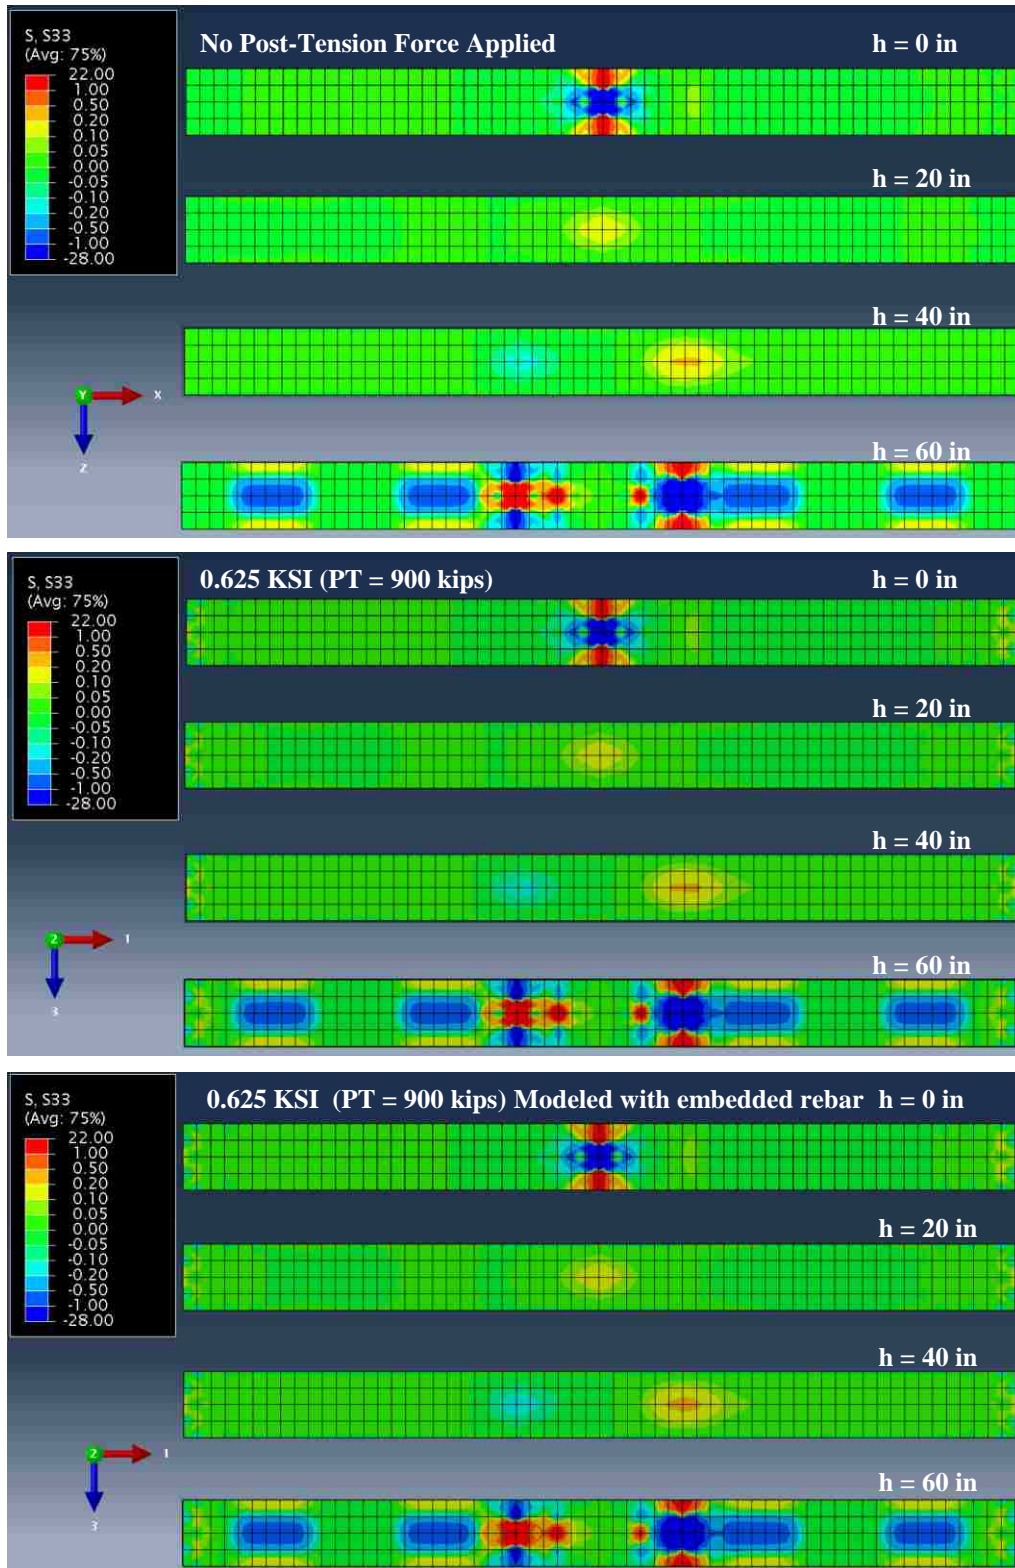 S, S33
(Avg: 75%)
22.00
1.00
0.50
0.20
0.10
0.05
0.00
-0.05
-0.10
-0.20
-0.50
-1.00
-28.00
No Post-Tension Force Applied
h = 0 in
h = 20 in
h = 40 in
h = 60 in
Y
X
Z
S, S33
(Avg: 75%)
22.00
1.00
0.50
0.20
0.10
0.05
0.00
-0.05
-0.10
-0.20
-0.50
-1.00
-28.00
0.625 KSI (PT = 900 kips)
h = 0 in
h = 20 in
h = 40 in
h = 60 in
2
1
3
S, S33
(Avg: 75%)
22.00
1.00
0.50
0.20
0.10
0.05
0.00
-0.05
-0.10
-0.20
-0.50
-1.00
-28.00
0.625 KSI (PT = 900 kips) Modeled with embedded rebar h = 0 in
h = 20 in
h = 40 in
h = 60 in
2
1
3